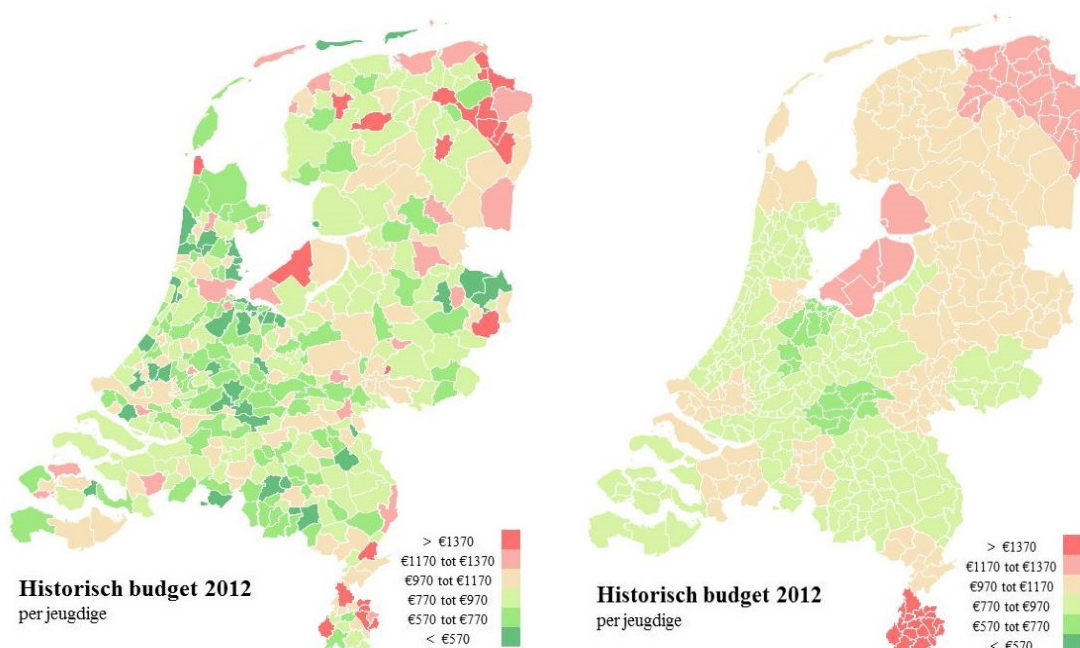 > €1370
€1170 tot €1370
€970 tot €1170
€770 tot €970
€570 tot €770
< €570
Historisch budget 2012
per jeugdige
> €1370
€1170 tot €1370
€970 tot €1170
€770 tot €970
€570 tot €770
< €570
Historisch budget 2012
per jeugdige